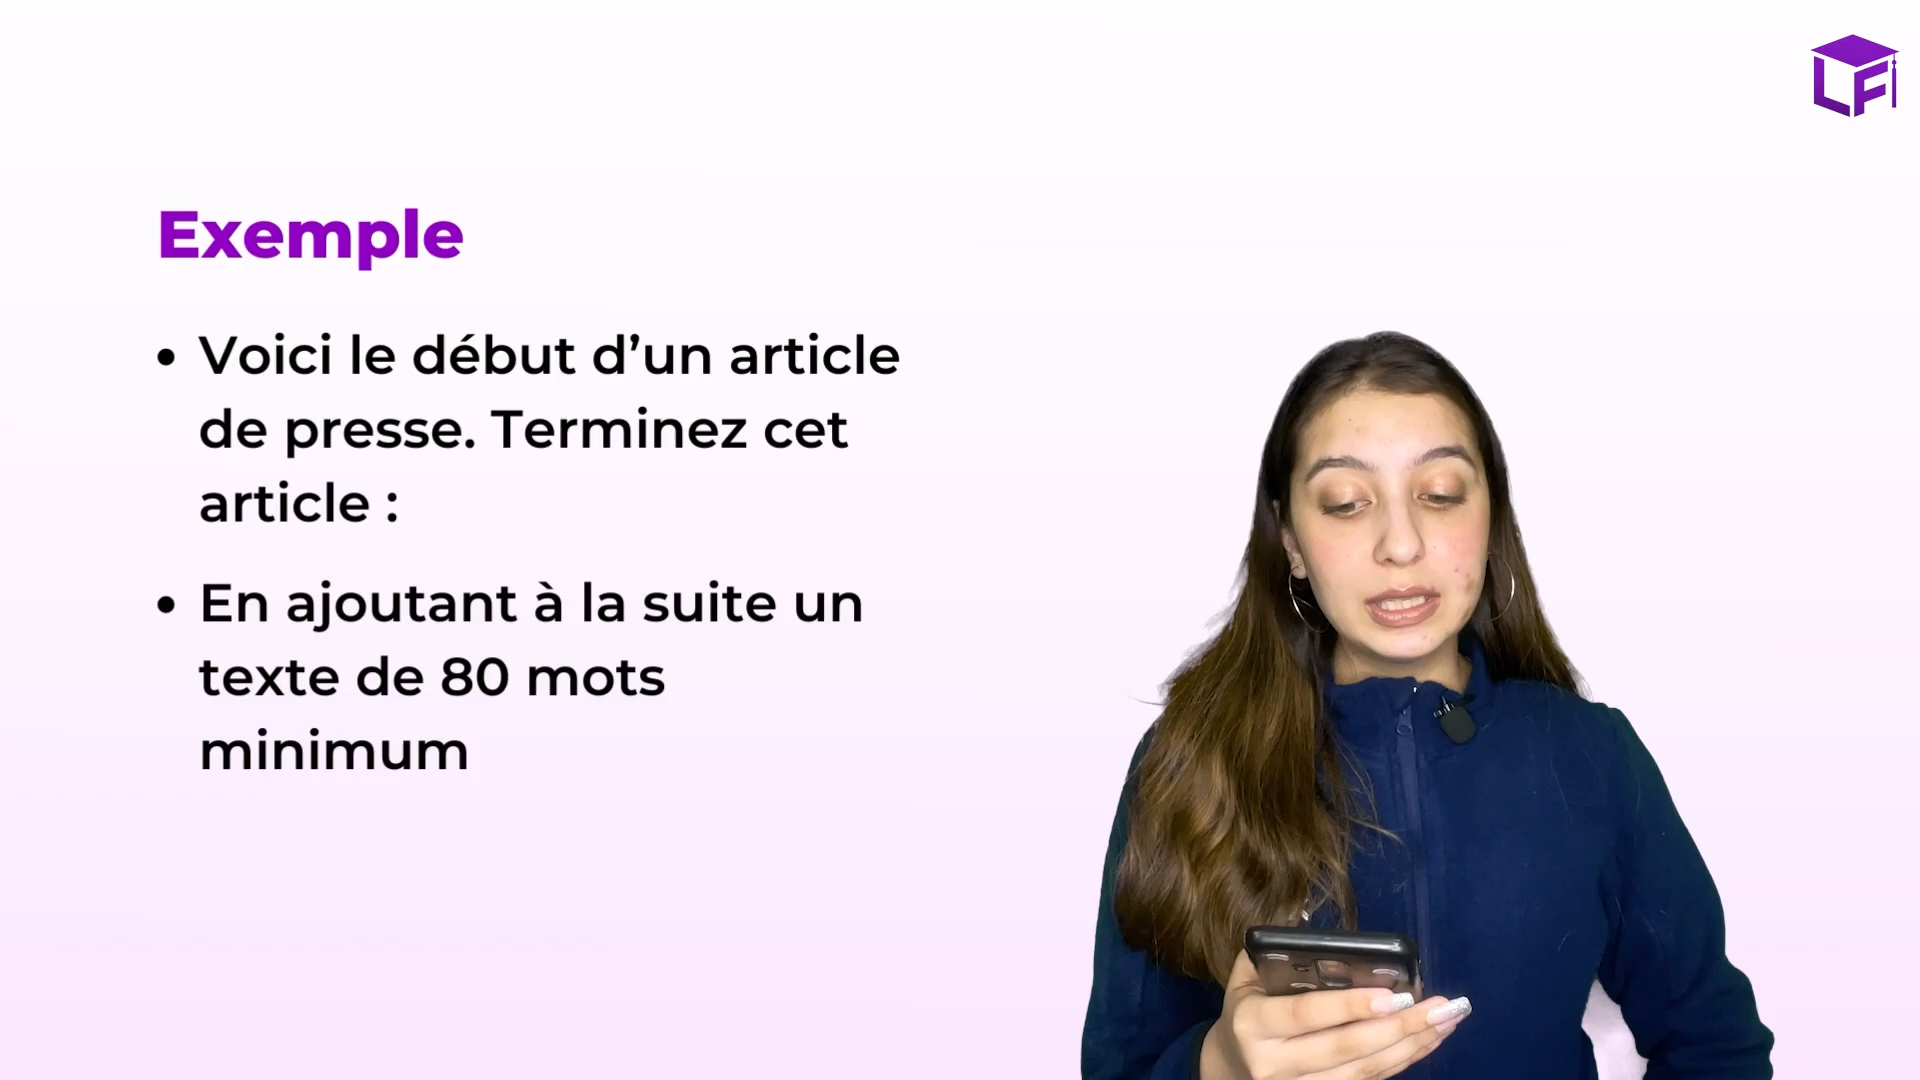 LF
Exemple
• Voici le début d’un article
de presse. Terminez cet
article :
• En ajoutant à la suite un
texte de 80 mots
minimum